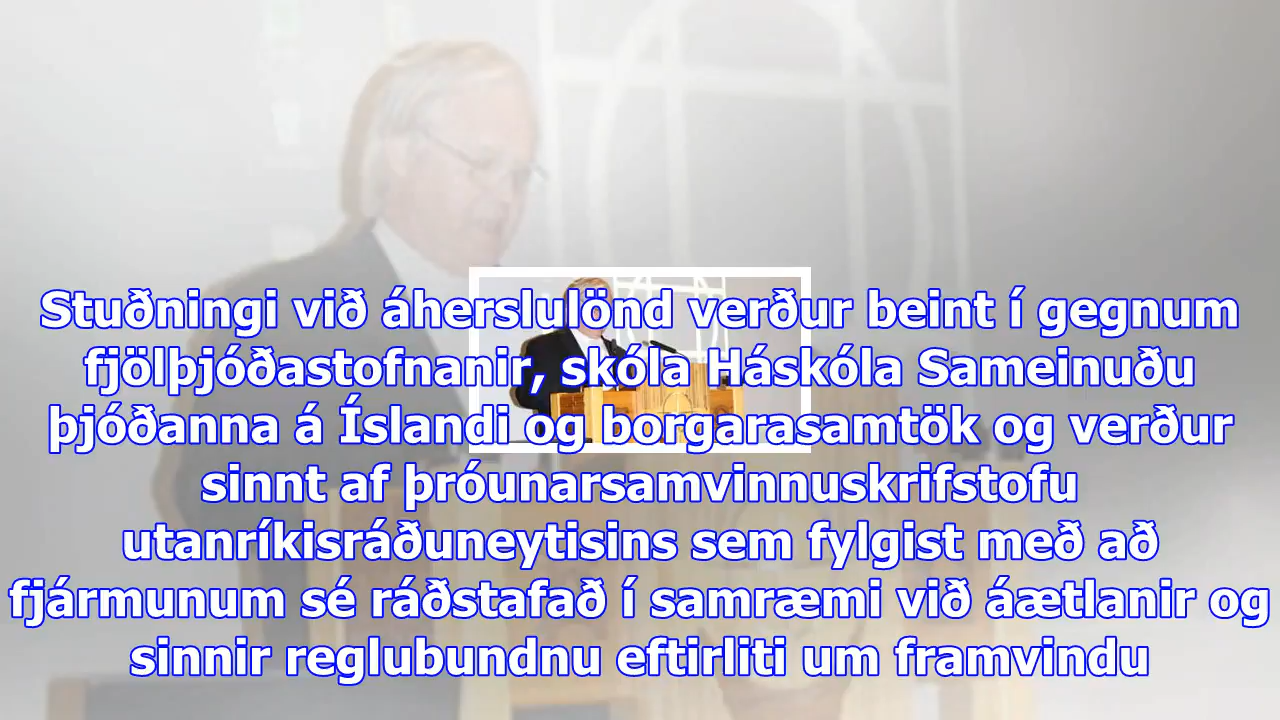 Stuðningi við áherslulönd verður beint í gegnum
fjölþjóðastofnanir, skóla Háskóla Sameinuðu
þjóðanna á Íslandi og borgarasamtök og verður
sinnt af þróunarsamvinnuskrifstofu
utanríkisráðuneytisins sem fylgist með að
fjármunum sé ráðstafað í samræmi við áætlanir og
sinnir reglubundnu eftirliti um framvindu